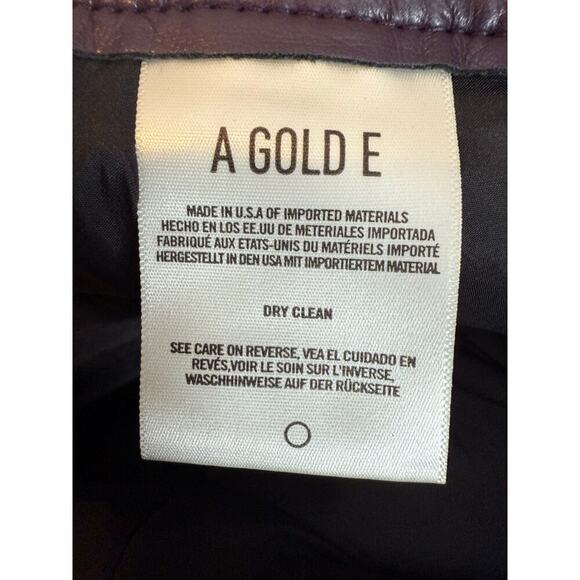 A GOLD E
MADE IN U.S.A OF IMPORTED MATERIALS
HECHO EN LOS EE.UU DE METERIALES IMPORTADA
FABRIQUÉ AUX ETATS-UNIS DU MATÉRIELS IMPORTÉ
HERGESTELLT IN DEN USA MIT IMPORTIERTEM MATERIAL
DRY CLEAN
SEE CARE ON REVERSE, VEA EL CUIDADO EN
REVÉS,VOIR LE SOIN SUR L'INVERSE,
WASCHHINWEISE AUF DER RÜCKSEITE